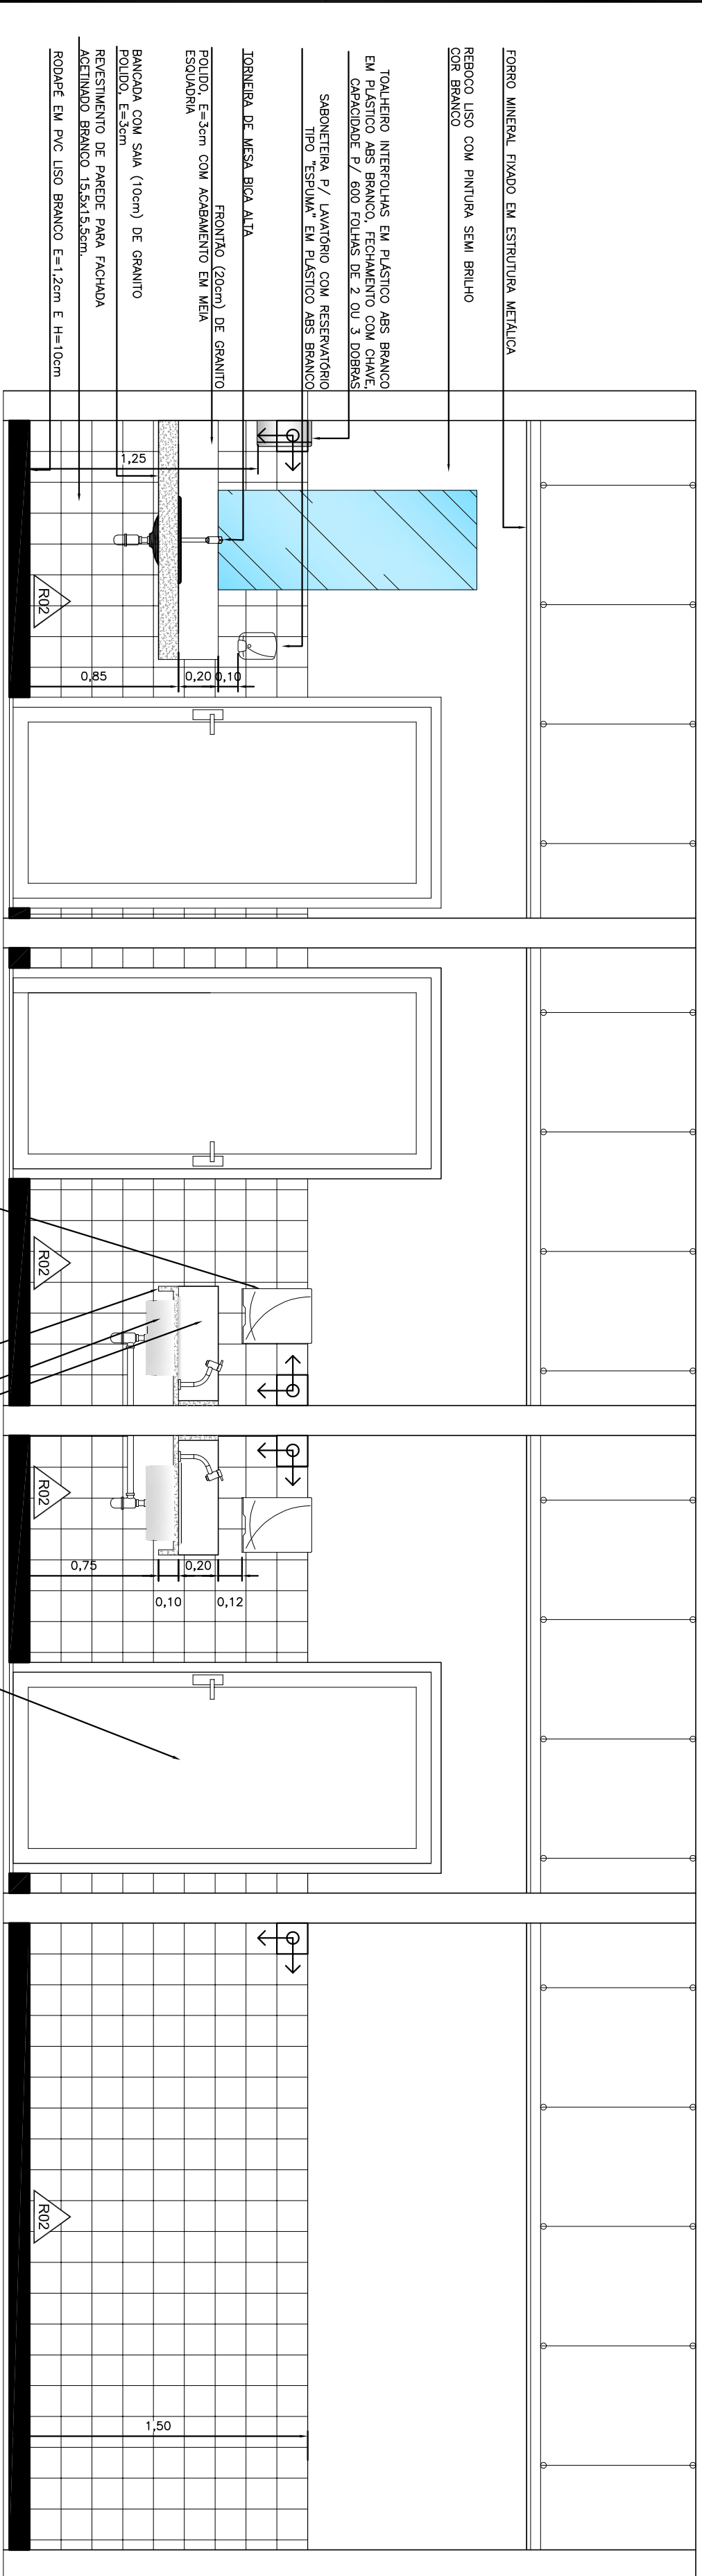 FORRO MINERAL FIXADO EM ESTRUTURA METÁLICA
REBOCO LISO COM PINTURA SEMI BRILHO
COR BRANCO
TOALHEIRO INTERFOLHAS EM PLÁSTICO ABS BRANCO
EM PLÁSTICO ABS BRANCO, FECHAMENTO COM CHAVE,
CAPACIDADE P/ 600 FOLHAS DE 2 OU 3 DOBRAS
SABONETEIRA P/ LAVATÓRIO COM RESERVATÓRIO
TIPO "ESPUMA" EM PLÁSTICO ABS BRANCO
TORNEIRA DE MESA BICA ALTA
FRONTÃO (20cm) DE GRANITO
POLIDO, E=3cm COM ACABAMENTO EM MEIA
ESQUADRIA
BANCADA COM SAIA (10cm) DE GRANITO
POLIDO, E=3cm
REVESTIMENTO DE PAREDE PARA FACHADA
ACETINADO BRANCO 15,5x15,5cm.
RODAPÉ EM PVC LISO BRANCO E=1,2cm E H=10cm
1,25
R02
0,85
0,20
0,10
R02
R02
0,75
0,10
0,20
0,12
R02
1,50